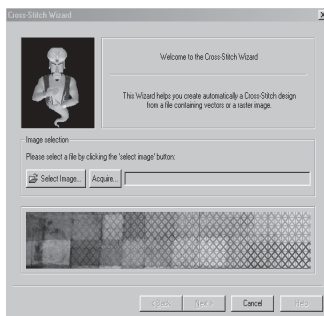 Cross-Stitch Wizard
Welcome to the Cross-Stitch Wizard
This Wizard helps you create automatically a Cross-Stitch design
from a file containing vectors or a raster image.
Image selection
Please select a file by clicking the 'select image' button:
Select Image... Acquire...
< Back Next > Cancel Help